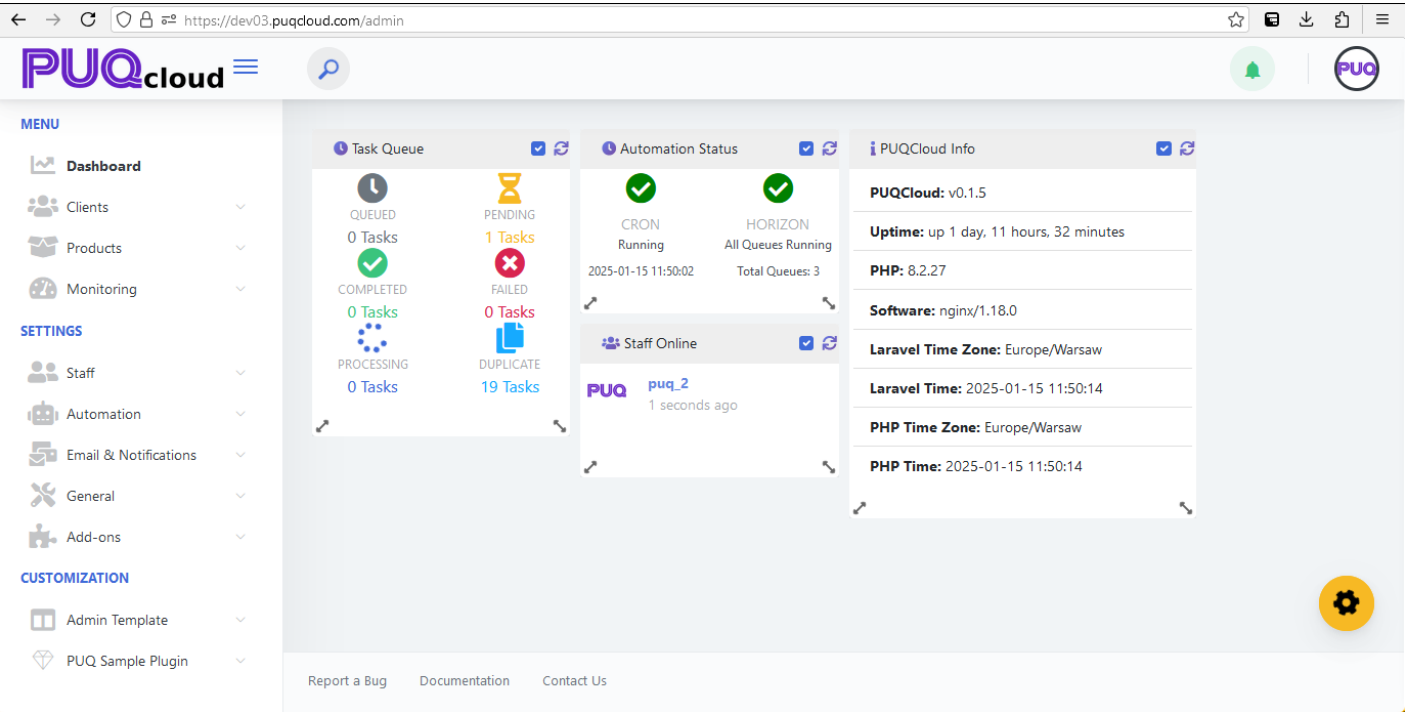 https://dev03.puqcloud.com/admin
PUQcloud
PUQ
MENU
Dashboard
Clients
Products
Monitoring
SETTINGS
Staff
Automation
Email & Notifications
General
Add-ons
CUSTOMIZATION
Admin Template
PUQ Sample Plugin
Task Queue
QUEUED
0 Tasks
PENDING
1 Tasks
COMPLETED
0 Tasks
FAILED
0 Tasks
PROCESSING
0 Tasks
DUPLICATE
19 Tasks
Automation Status
CRON
Running
2025-01-15 11:50:02
HORIZON
All Queues Running
Total Queues: 3
Staff Online
PUQ
puq_2
1 seconds ago
PUQCloud Info
PUQCloud: v0.1.5
Uptime: up 1 day, 11 hours, 32 minutes
PHP: 8.2.27
Software: nginx/1.18.0
Laravel Time Zone: Europe/Warsaw
Laravel Time: 2025-01-15 11:50:14
PHP Time Zone: Europe/Warsaw
PHP Time: 2025-01-15 11:50:14
Report a Bug
Documentation
Contact Us